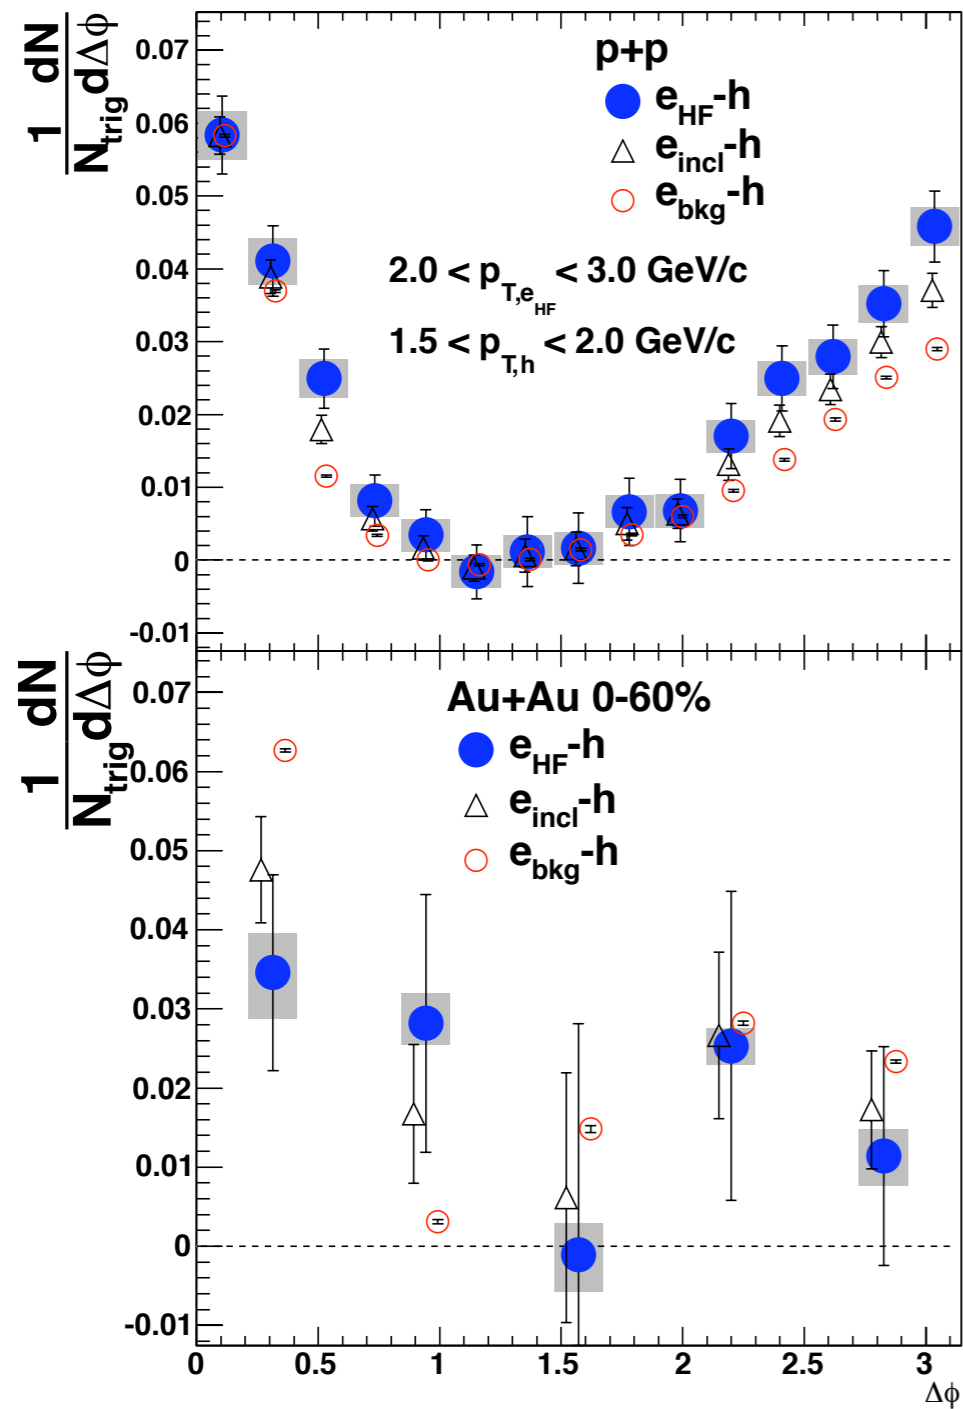 1 dN
N_trig dΔϕ
p+p
e_HF-h
e_incl-h
e_bkg-h
2.0 < p_T,e_HF < 3.0 GeV/c
1.5 < p_T,h < 2.0 GeV/c
0.07
0.06
0.05
0.04
0.03
0.02
0.01
0
-0.01
1 dN
N_trig dΔϕ
Au+Au 0-60%
e_HF-h
e_incl-h
e_bkg-h
0.07
0.06
0.05
0.04
0.03
0.02
0.01
0
-0.01
0 0.5 1 1.5 2 2.5 3
Δϕ